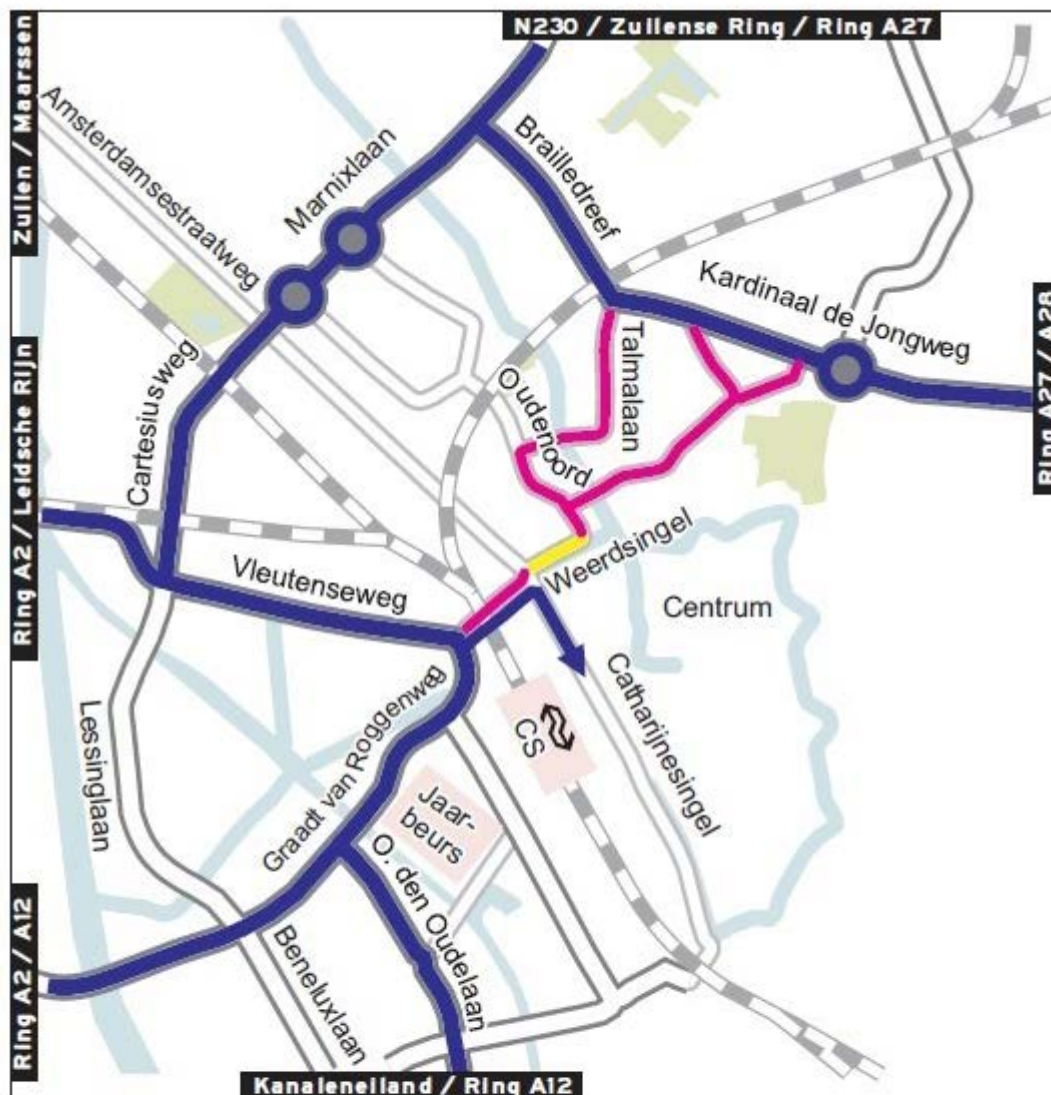 N230 / Zuilense Ring / Ring A27
Zuilen / Maarssen
Amsterdamsestraatweg
Marnixlaan
Brailledreef
Kardinaal de Jongweg
Ring A27 / A28
Talmalaan
Oudenoord
Cartesiusweg
Ring A2 / Leidsche Rijn
Vleutenseweg
Weerdsingel
Centrum
Catharijnesingel
CS
Graadt van Roggenweg
Lessinglaan
Jaar-
beurs
O. den Oudelaan
Beneluxlaan
Ring A2 / A12
Kanaleneiland / Ring A12